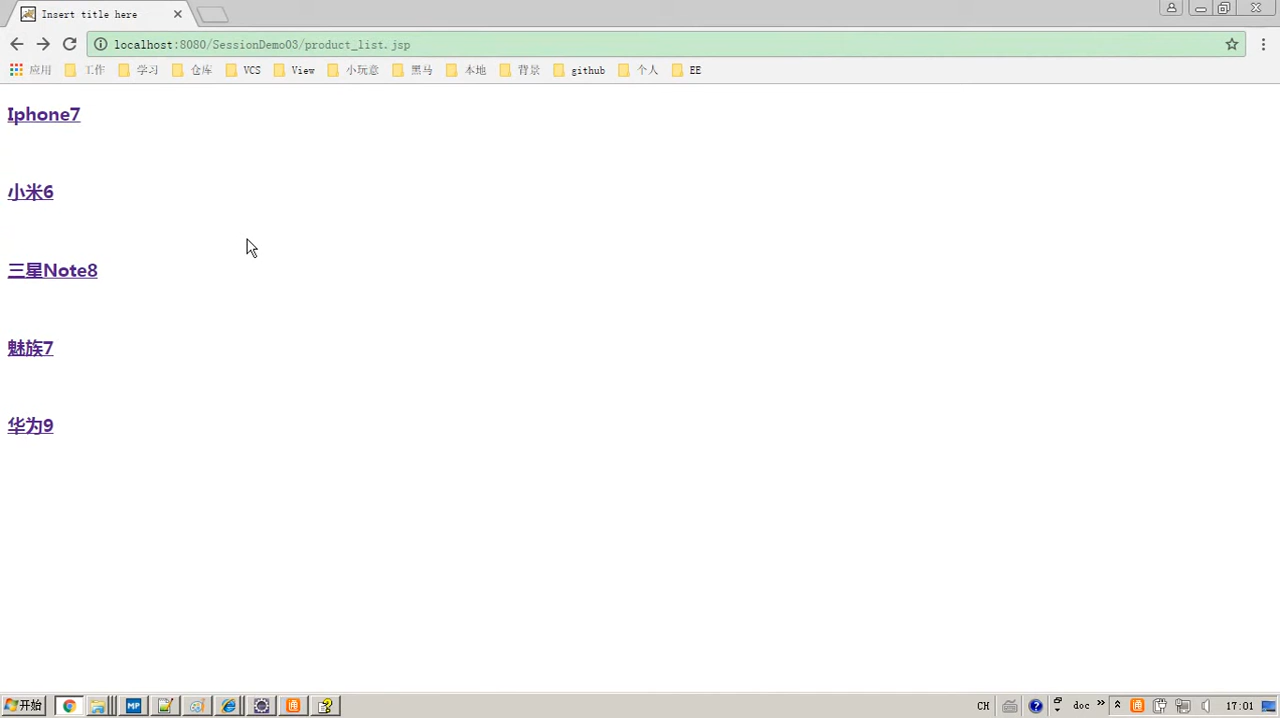 Insert title here
localhost:8080/SessionDemo03/product_list.jsp
应用 工作 学习 仓库 VCS View 小玩意 黑马 本地 背景 github 个人 EE
Iphone7
小米6
三星Note8
魅族7
华为9
开始 MP CH doc 17:01